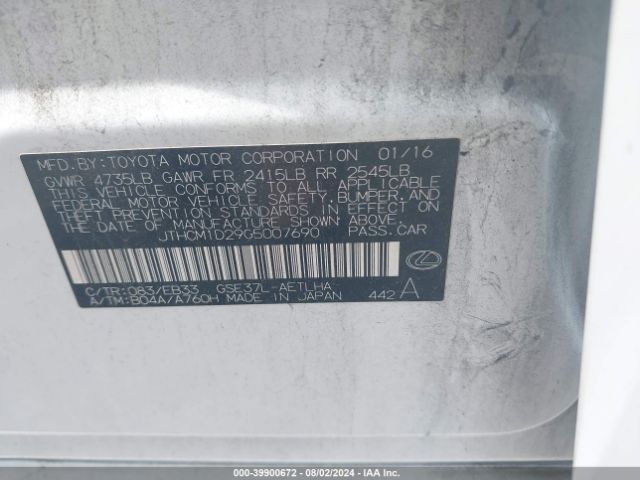 MFD.BY:TOYOTA MOTOR CORPORATION 01/16
GVWR 4735LB GAWR FR 2415LB RR 2545LB
THIS VEHICLE CONFORMS TO ALL APPLICABLE
FEDERAL MOTOR VEHICLE SAFETY,BUMPER,AND
THEFT PREVENTION STANDARDS IN EFFECT ON
THE DATE OF MANUFACTURE SHOWN ABOVE.
JTHCM1D29G5007690 PASS.CAR
C/TR:083/EB33 GSE37L-AETLHA
A/TM:B04A/A760H MADE IN JAPAN 442 A
000-39900672 - 08/02/2024 - IAA Inc.